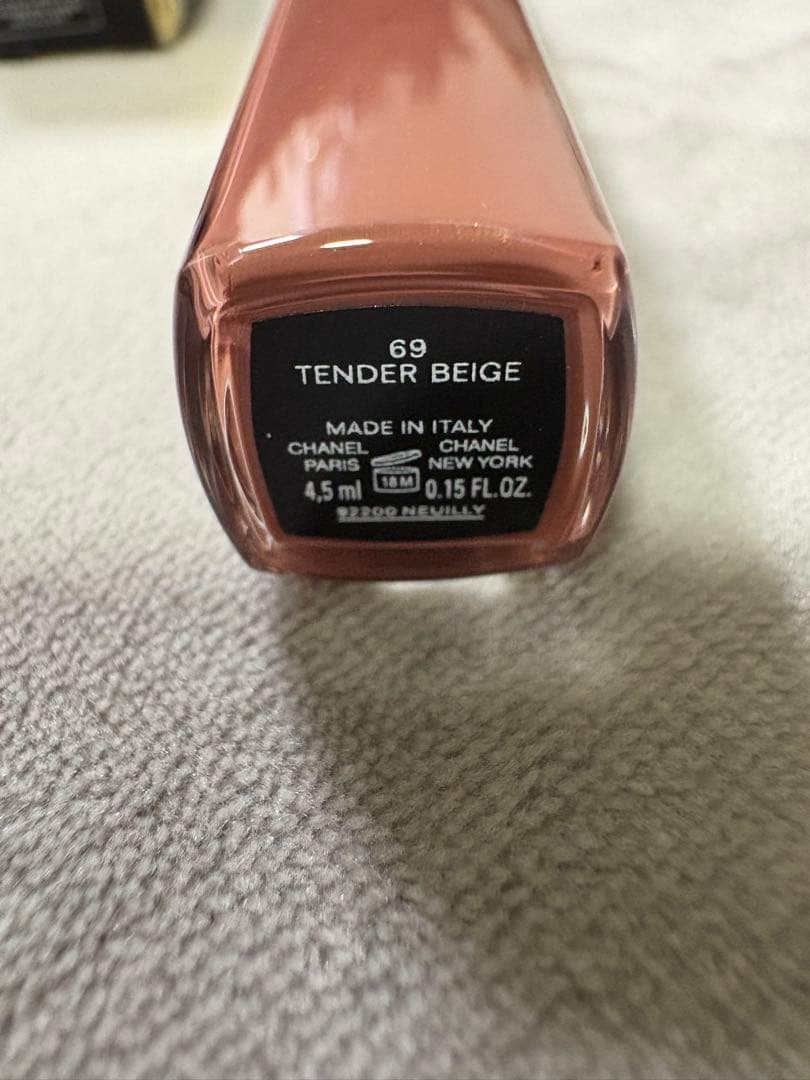 69
TENDER BEIGE
MADE IN ITALY
CHANEL CHANEL
PARIS NEW YORK
4,5 ml 18M 0.15 FL.OZ.
92200 NEUILLY